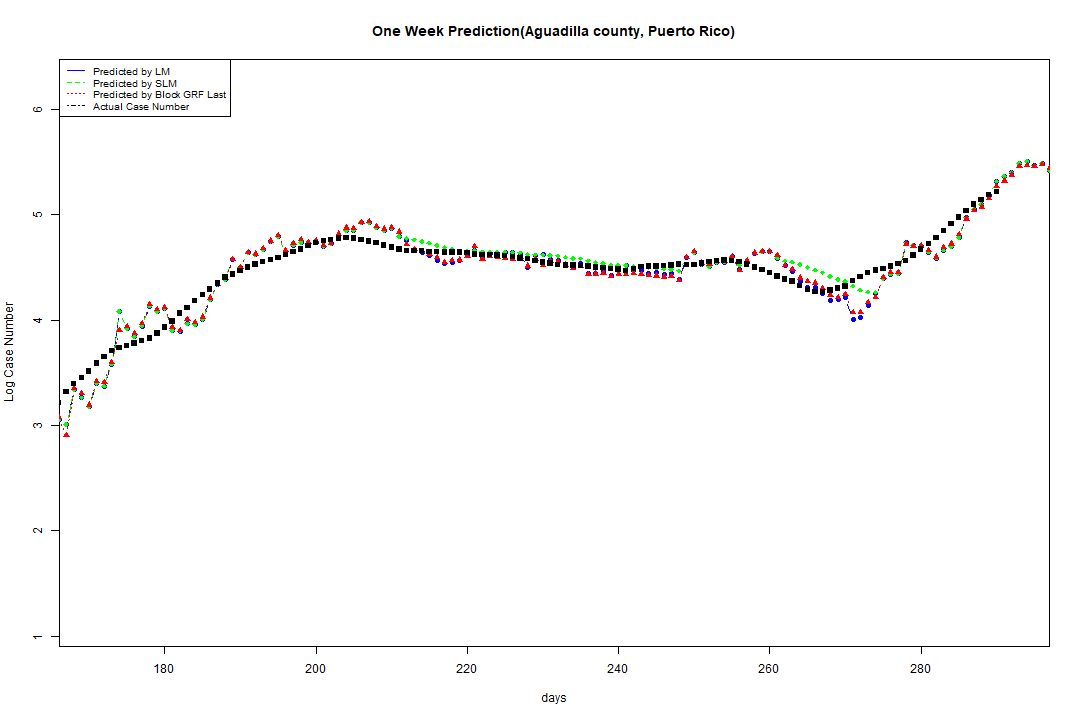 One Week Prediction(Aguadilla county, Puerto Rico)
Predicted by LM
Predicted by SLM
Predicted by Block GRF Last
Actual Case Number
6
5
4
3
2
1
Log Case Number
180
200
220
240
260
280
days